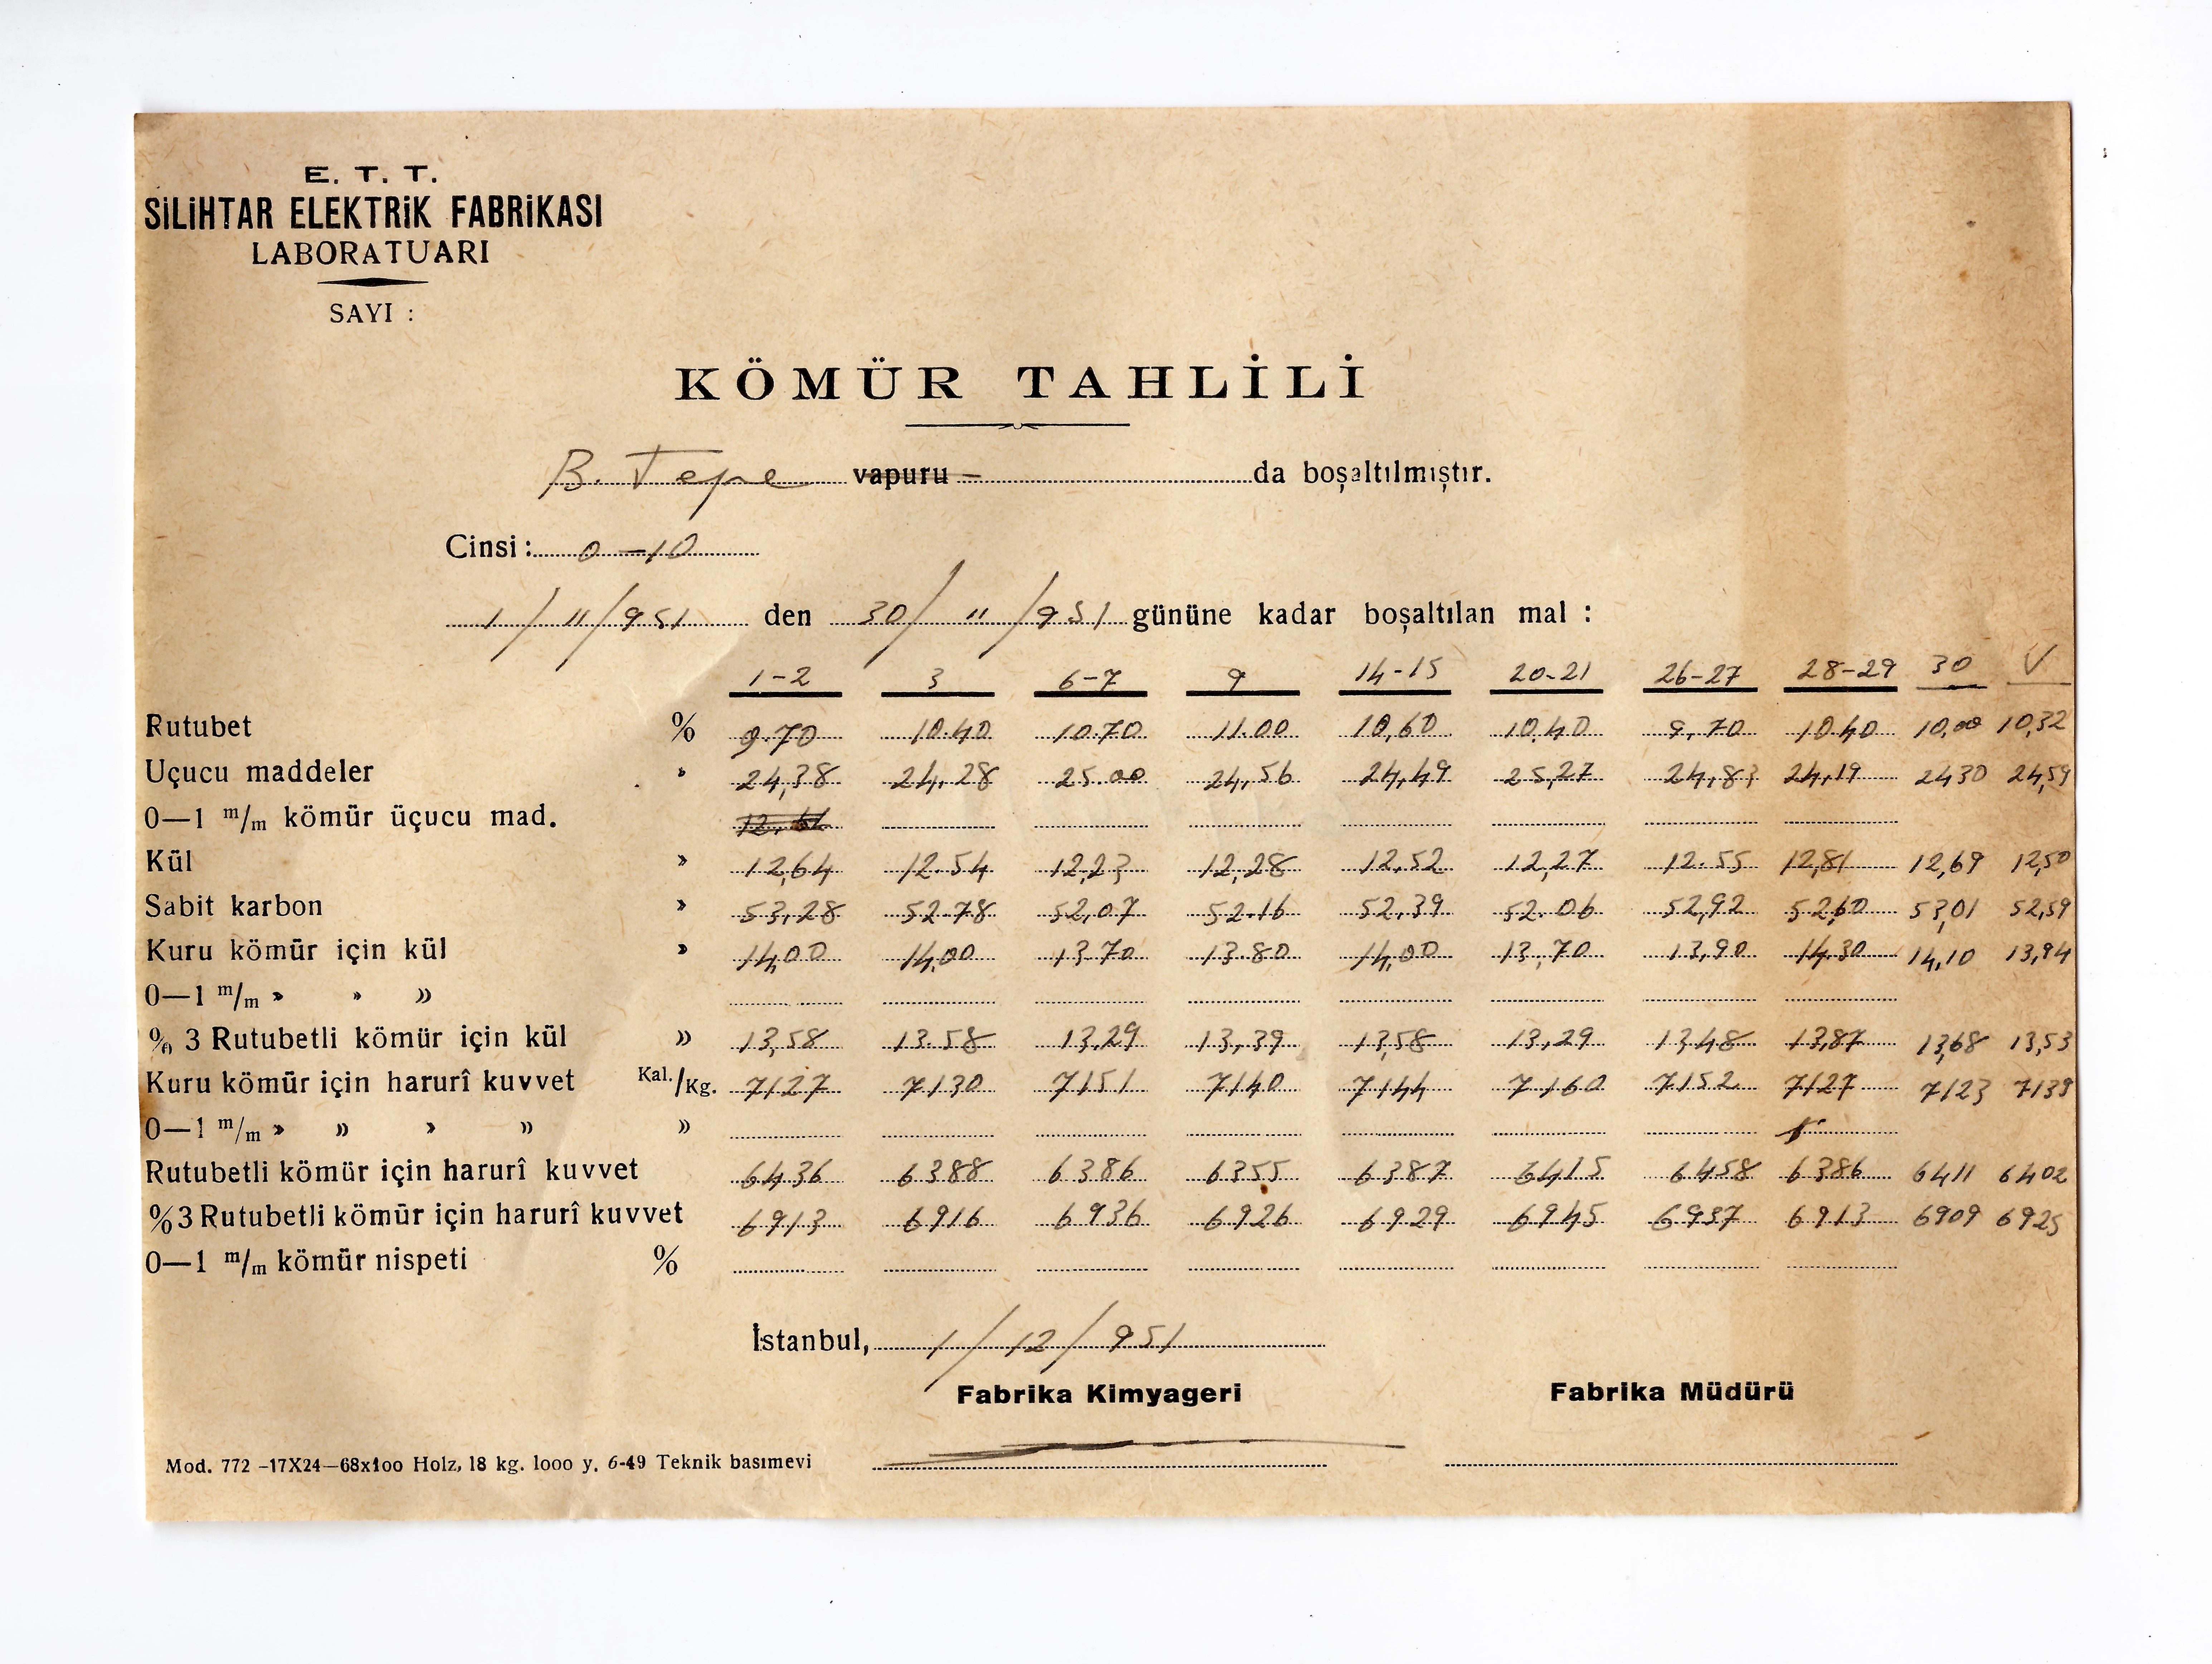 E. T. T.
SİLİHTAR ELEKTRİK FABRİKASI
LABORATUARI
SAYI :
KÖMÜR TAHLİLİ
B. Tepe vapuru da boşaltılmıştır.
Cinsi : 0-10
1/11/951 den 30/11/951 gününe kadar boşaltılan mal :
1-2 3 6-7 9 14-15 20-21 26-27 28-29 30 V
Rutubet % 9.70 10.40 10.70 11.00 10,60 10,40 9,70 10.40 10,00 10,32
Uçucu maddeler » 24,38 24,28 25.00 24,56 24,49 25,27 24,83 24,19 2430 24,59
0—1 m/m kömür üçucu mad.
Kül » 12,64 12.54 12,23 12,28 12.52 12,27 12.55 12,81 12,69 12,50
Sabit karbon » 53,28 52.78 52,07 52.16 52,39 52.06 52,92 52,60 53,01 52,59
Kuru kömür için kül » 14,00 14,00 13 70 13.80 14,00 13,70 13,90 14.30 14,10 13,94
0—1 m/m » » »
% 3 Rutubetli kömür için kül » 13,58 13.58 13,29 13,39 13,58 13,29 13,48 13,87 13,68 13,53
Kuru kömür için harurî kuvvet Kal./Kg. 7127 7130 7151 7140 7144 7160 7152 7127 7123 7139
0—1 m/m » » » » »
Rutubetli kömür için harurî kuvvet 6436 6388 6386 6355 6387 6415 6458 6386 6411 6402
%3 Rutubetli kömür için harurî kuvvet 6913 6916 6936 6926 6929 6945 6937 6913 6909 6925
0—1 m/m kömür nispeti %
İstanbul, 1/12/951
Fabrika Kimyageri Fabrika Müdürü
Mod. 772 -17X24—68x1oo Holz, 18 kg. 1ooo y. 6-49 Teknik basımevi